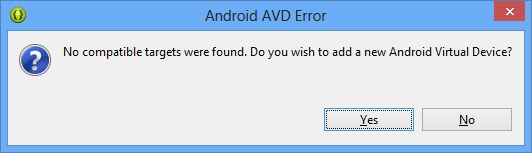 Android AVD Error
No compatible targets were found. Do you wish to add a new Android Virtual Device?
Yes
No